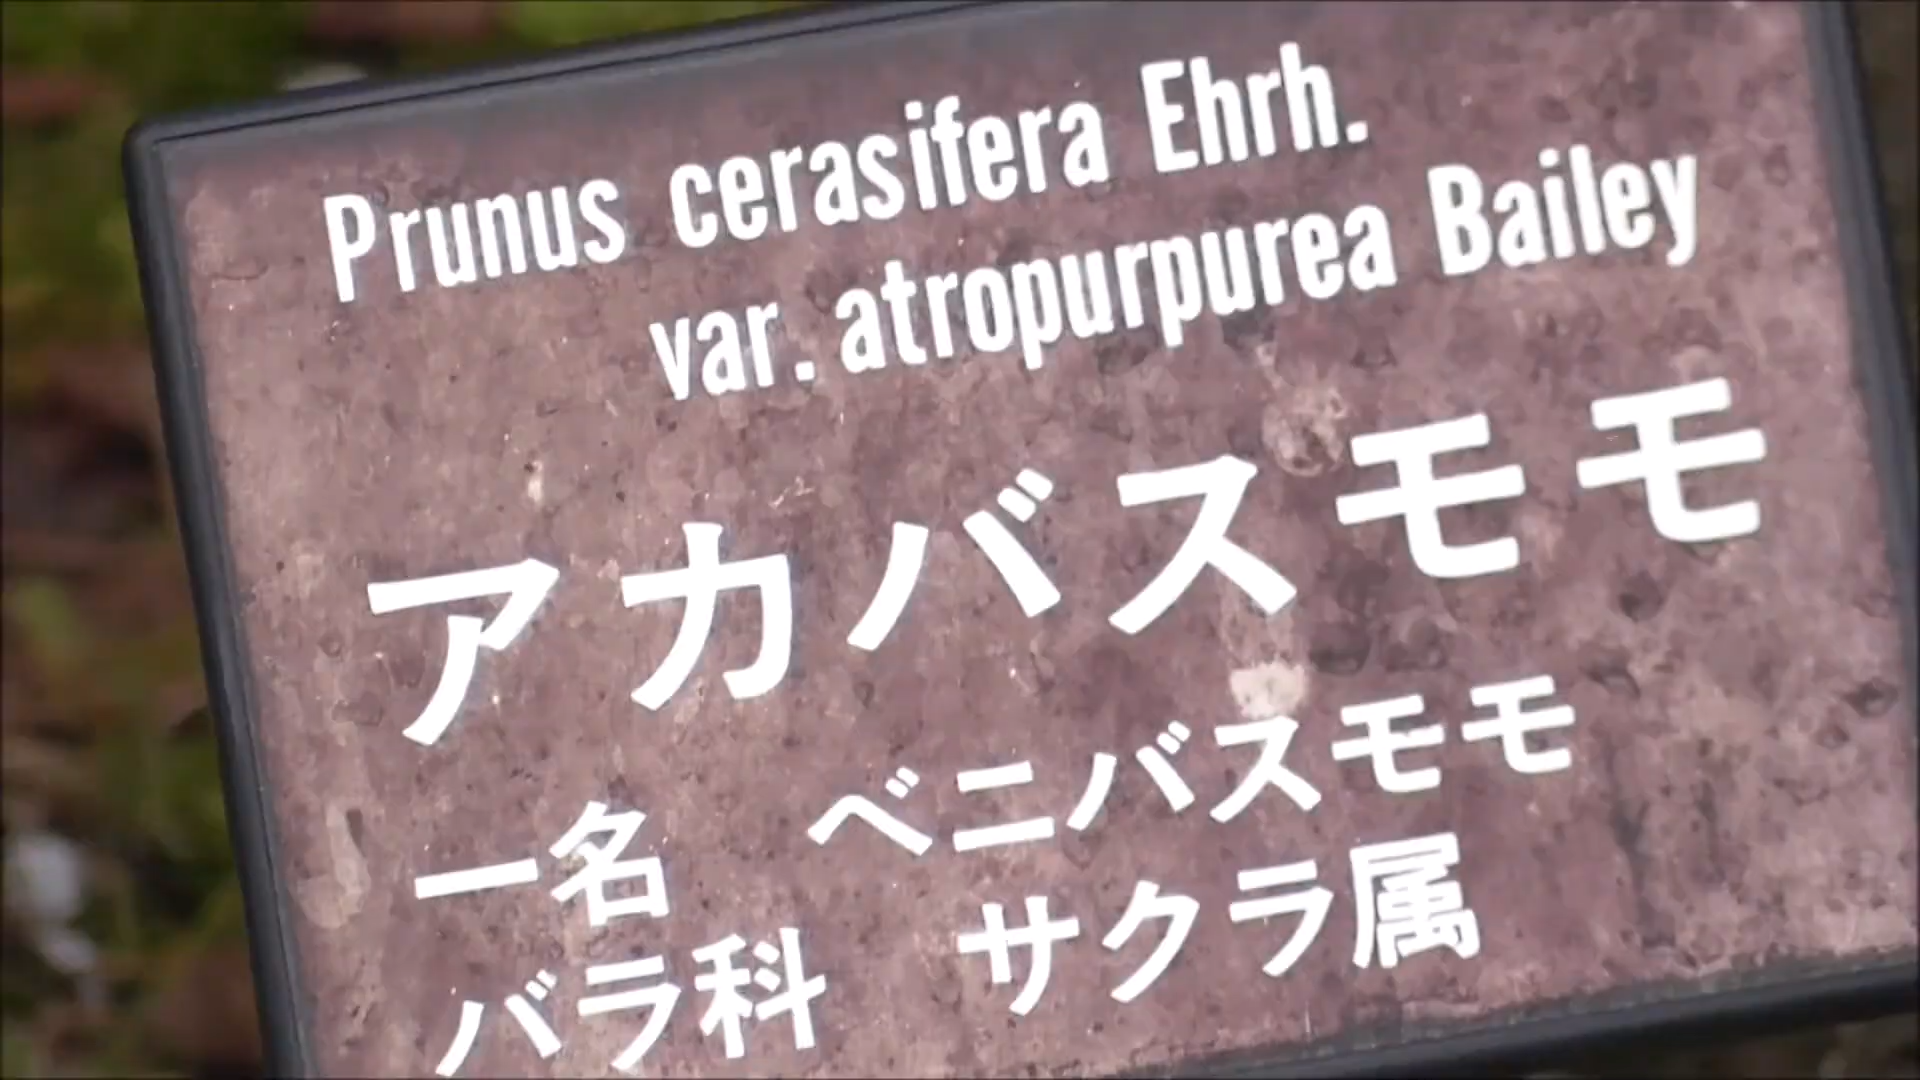 Prunus cerasifera Ehrh.
var. atropurpurea Bailey
アカバスモモ
一名 ベニバスモモ
バラ科 サクラ属